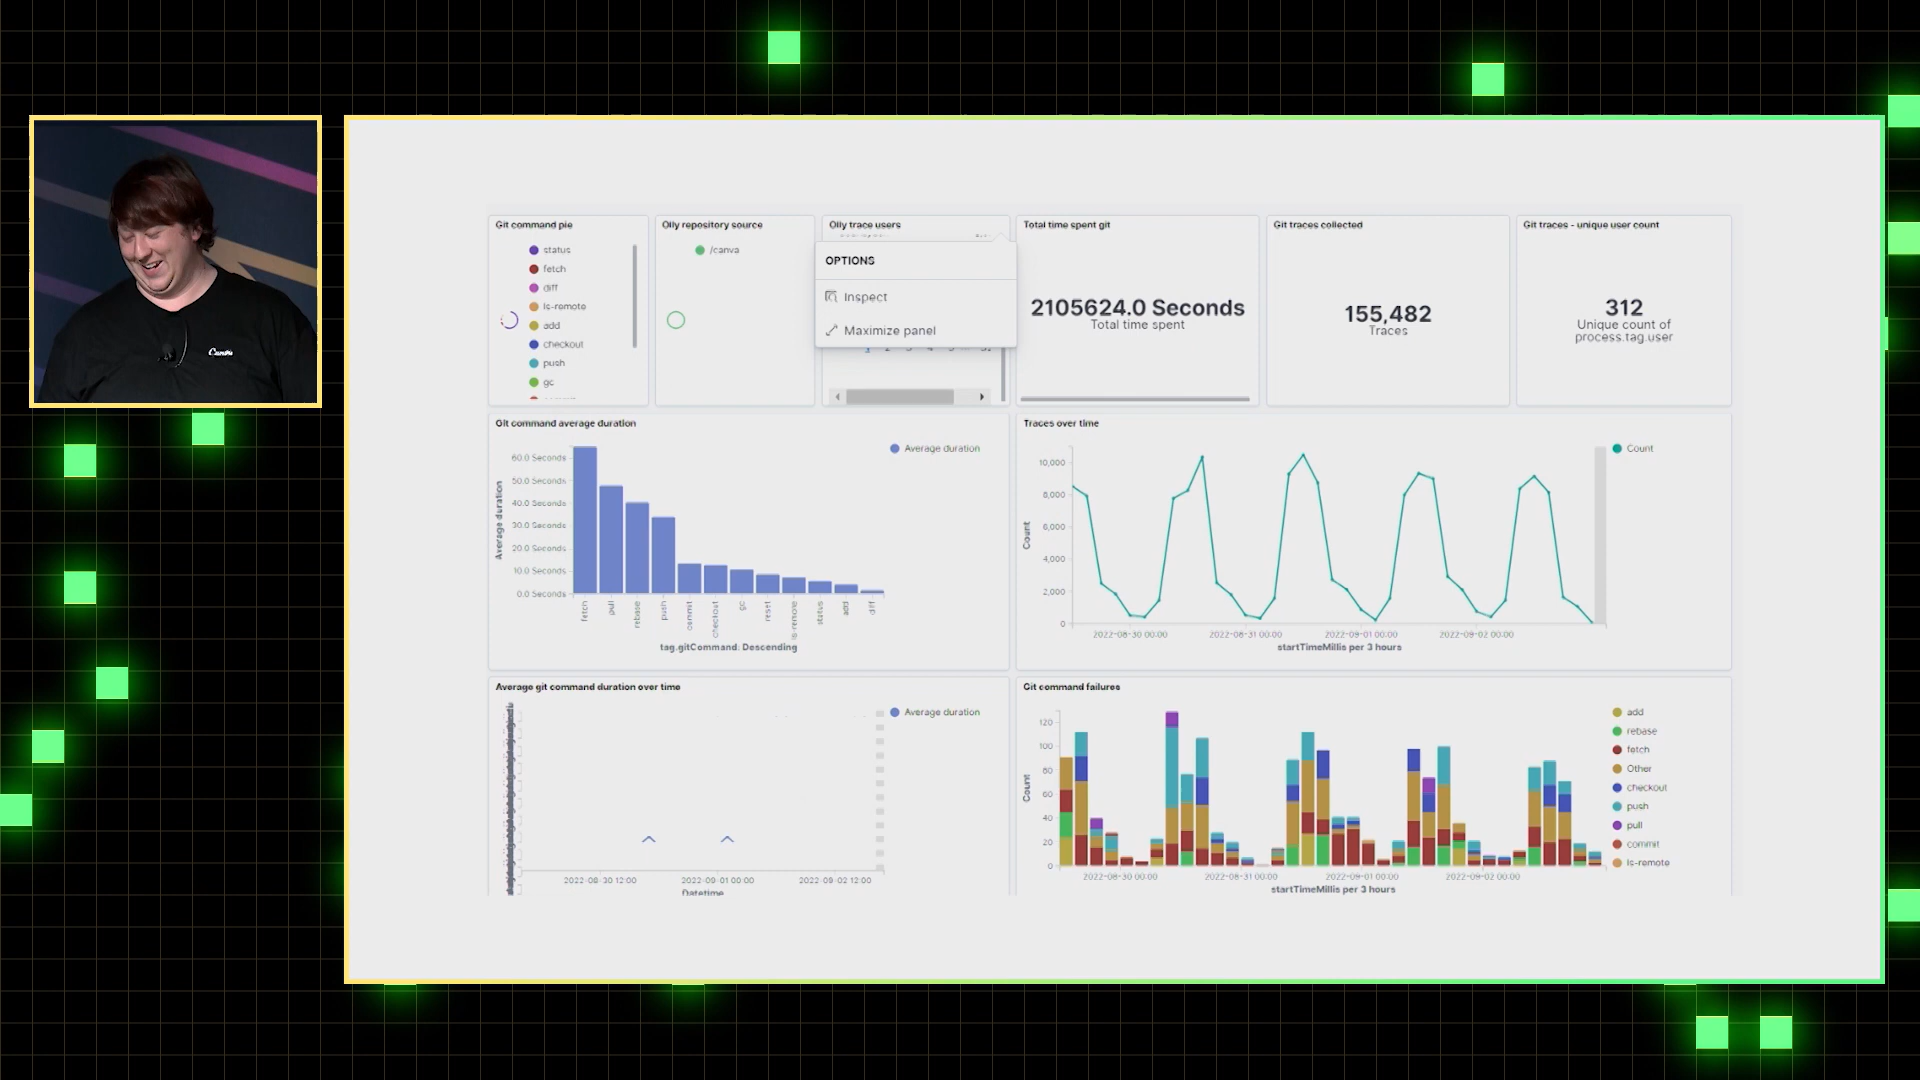 Canva
Git command pie
status
fetch
diff
ls-remote
add
checkout
push
gc
Olly repository source
/canva
Olly trace users
OPTIONS
Inspect
Maximize panel
Total time spent git
2105624.0 Seconds
Total time spent
Git traces collected
155,482
Traces
Git traces - unique user count
312
Unique count of
process.tag.user
Git command average duration
Average duration
60.0 Seconds
50.0 Seconds
40.0 Seconds
30.0 Seconds
20.0 Seconds
10.0 Seconds
0.0 Seconds
Average duration
fetch
pull
rebase
push
commit
checkout
gc
reset
ls-remote
status
add
diff
tag.gitCommand: Descending
Traces over time
Count
10,000
8,000
6,000
4,000
2,000
0
Count
2022-08-30 00:00
2022-08-31 00:00
2022-09-01 00:00
2022-09-02 00:00
startTimeMillis per 3 hours
Average git command duration over time
Average duration
2022-08-30 12:00
2022-09-01 00:00
2022-09-02 12:00
Datetime
Git command failures
120
100
80
60
40
20
0
Count
2022-08-30 00:00
2022-08-31 00:00
2022-09-01 00:00
2022-09-02 00:00
startTimeMillis per 3 hours
add
rebase
fetch
Other
checkout
push
pull
commit
ls-remote